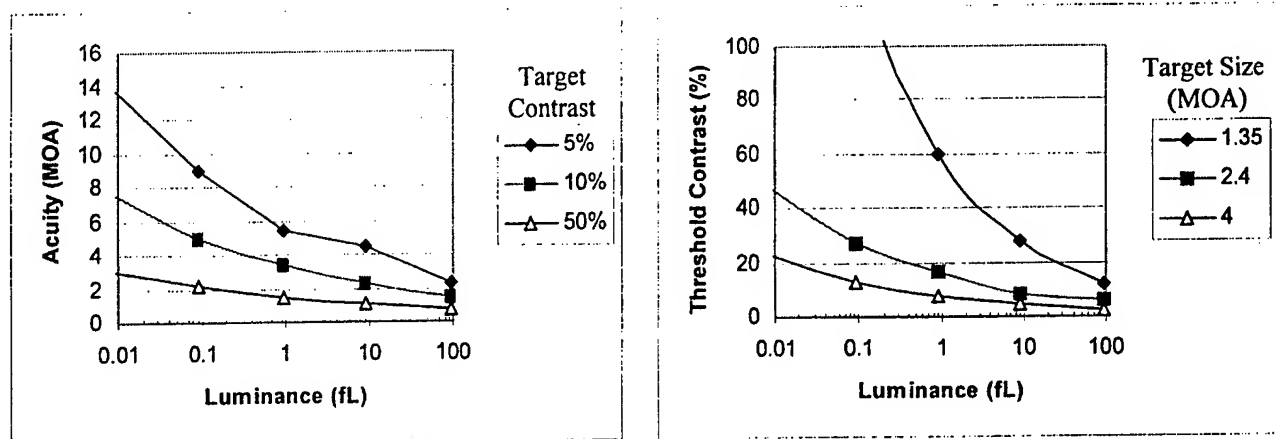 16
14
12
10
8
6
4
2
0
Acuity (MOA)
0.01 0.1 1 10 100
Luminance (fL)
Target
Contrast
5%
10%
50%
100
80
60
40
20
0
Threshold Contrast (%)
0.01 0.1 1 10 100
Luminance (fL)
Target Size
(MOA)
1.35
2.4
4